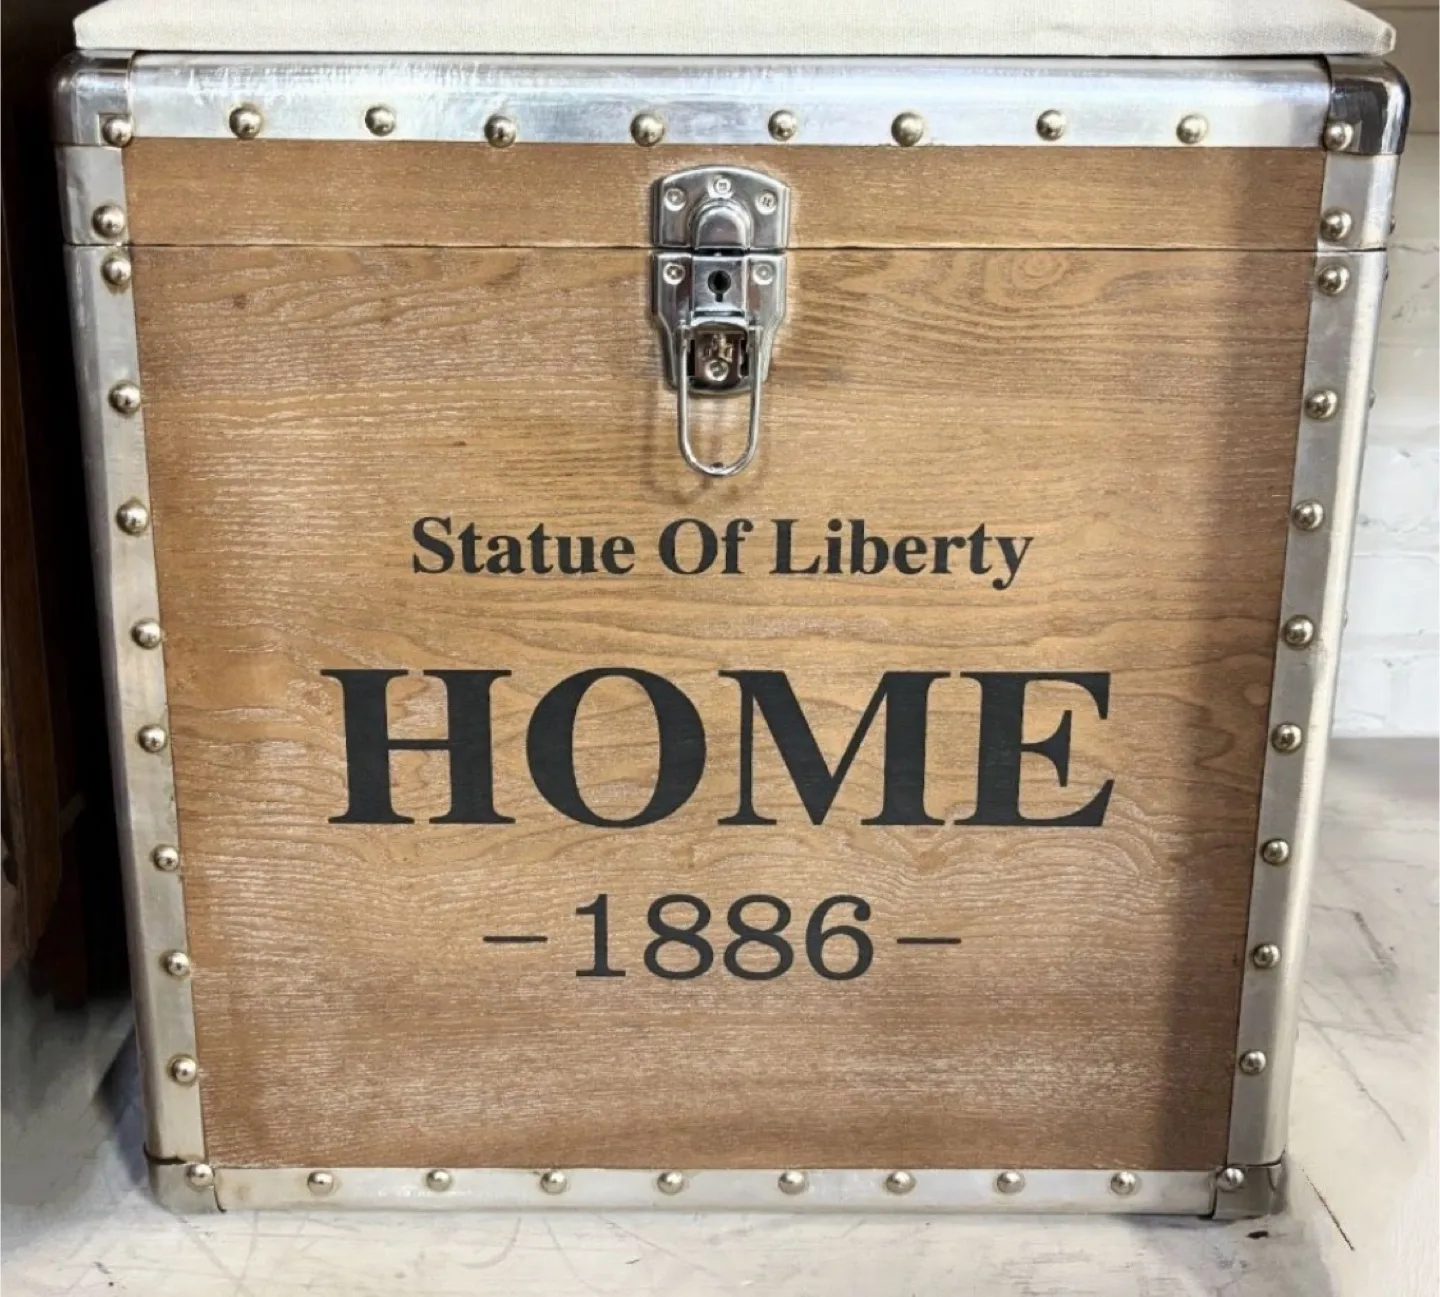 Statue Of Liberty
HOME
-1886-